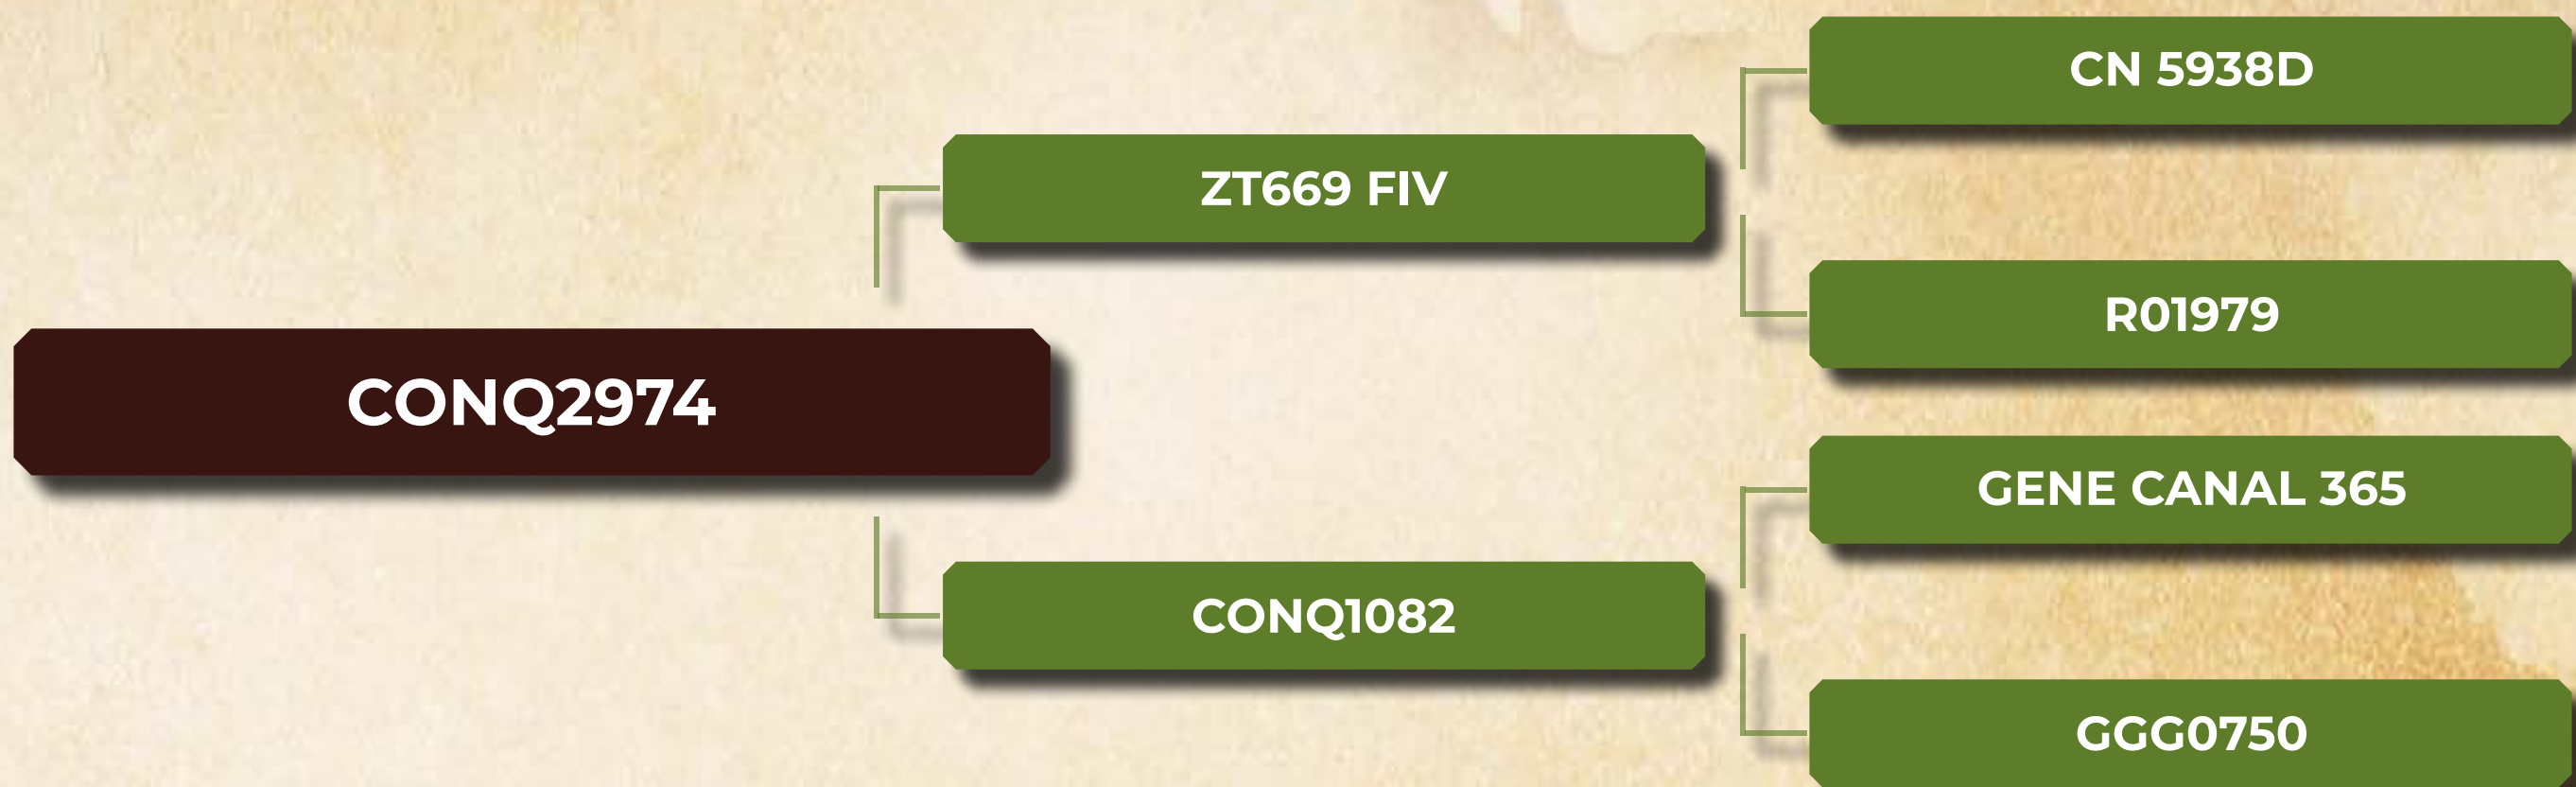 CN 5938D
ZT669 FIV
R01979
CONQ2974
GENE CANAL 365
CONQ1082
GGG0750